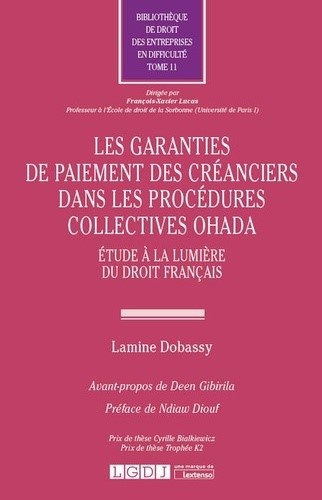 BIBLIOTHÈQUE
DE DROIT
DES ENTREPRISES
EN DIFFICULTÉ
TOME 11
Dirigée par
François-Xavier Lucas
Professeur à l'École de droit de la Sorbonne (Université de Paris I)
LES GARANTIES
DE PAIEMENT DES CRÉANCIERS
DANS LES PROCÉDURES
COLLECTIVES OHADA
ÉTUDE À LA LUMIÈRE
DU DROIT FRANÇAIS
Lamine Dobassy
Avant-propos de Deen Gibirila
Préface de Ndiaw Diouf
Prix de thèse Cyrille Bialkiewicz
Prix de thèse Trophée K2
LGDJ
une marque de
lextenso